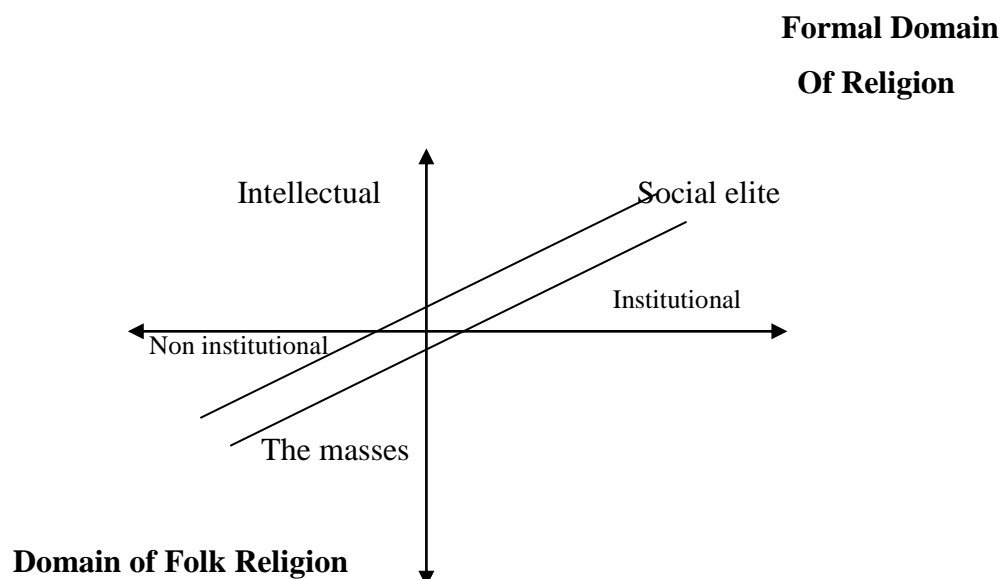 Formal Domain
Of Religion
Intellectual
Social elite
Institutional
Non institutional
The masses
Domain of Folk Religion